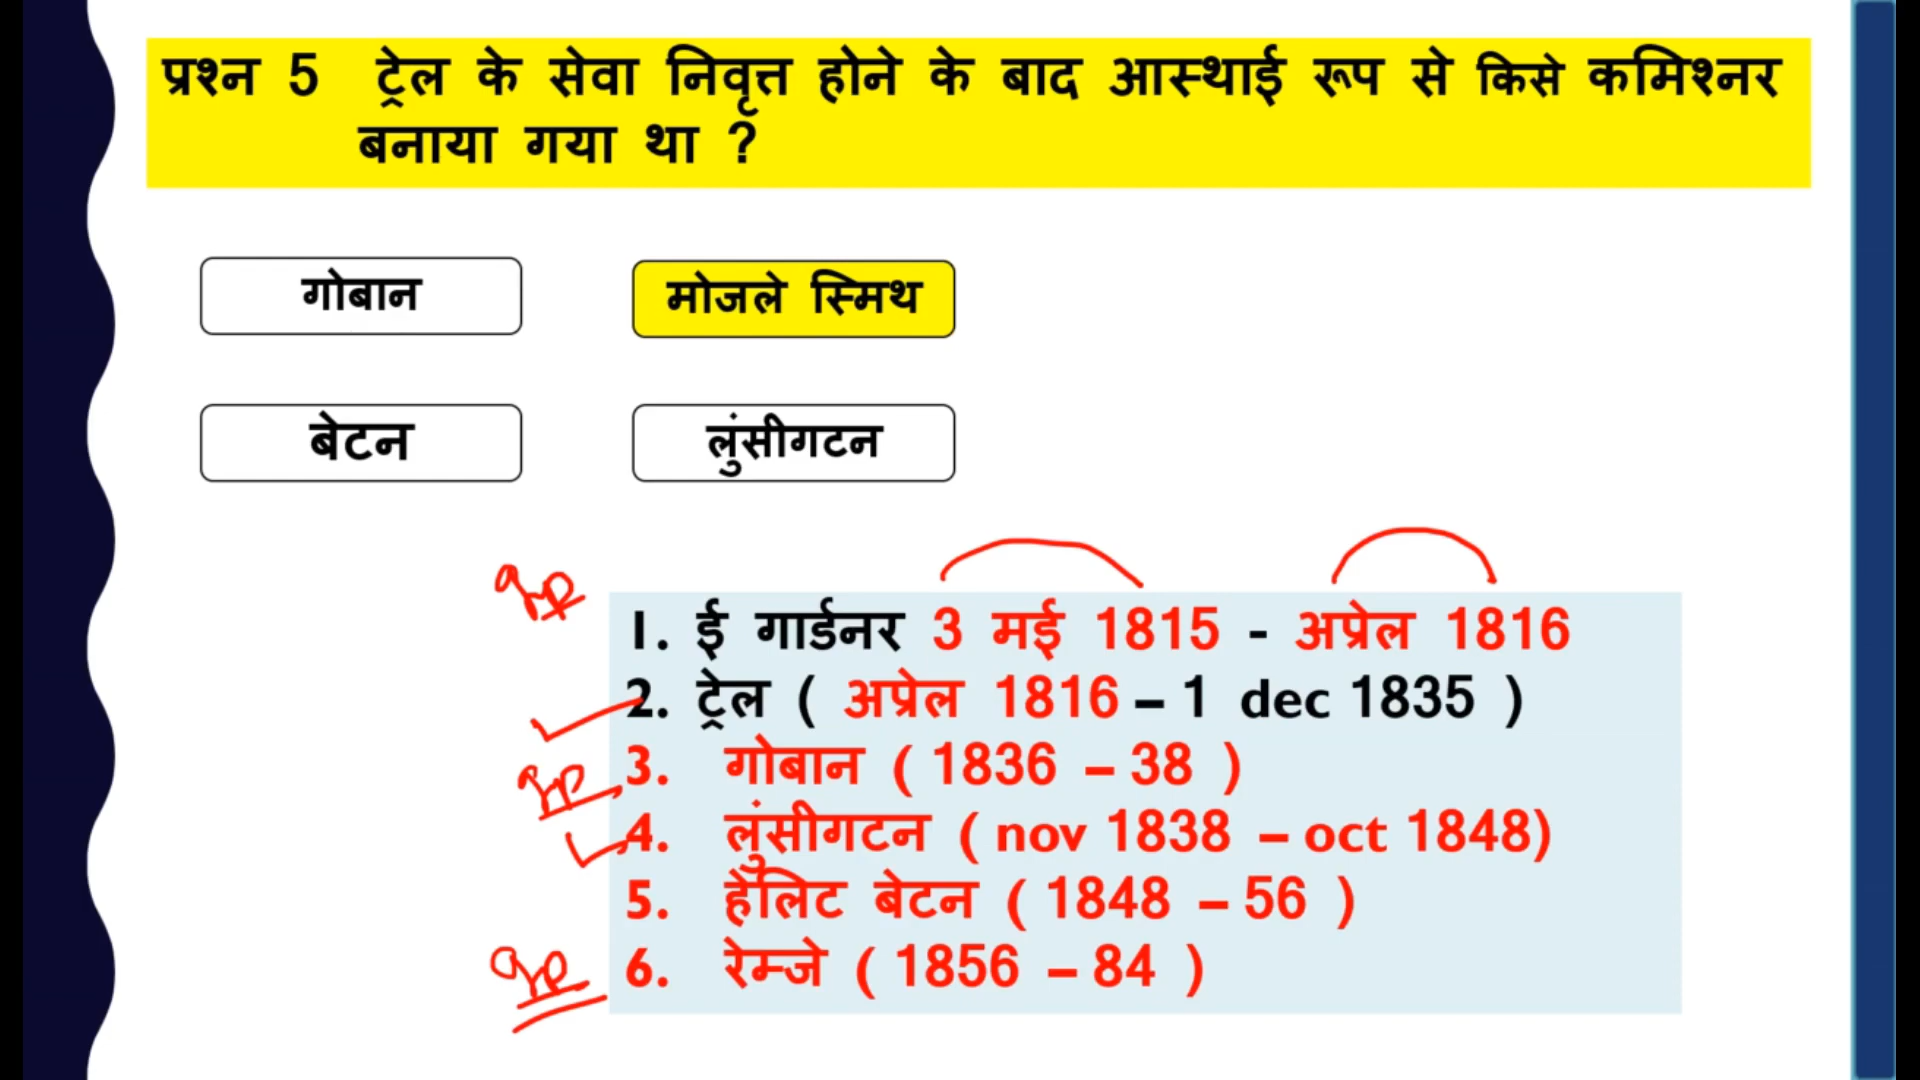 प्रश्न 5 ट्रेल के सेवा निवृत्त होने के बाद आस्थाई रूप से किसे कमिश्नर
बनाया गया था ?
गोबान
मोजले स्मिथ
बेटन
लुंसीगटन
1. ई गार्डनर 3 मई 1815 - अप्रेल 1816
2. ट्रेल ( अप्रेल 1816 – 1 dec 1835 )
3. गोबान ( 1836 – 38 )
4. लुंसीगटन ( nov 1838 – oct 1848)
5. हेलिट बेटन ( 1848 – 56 )
6. रेम्जे ( 1856 – 84 )